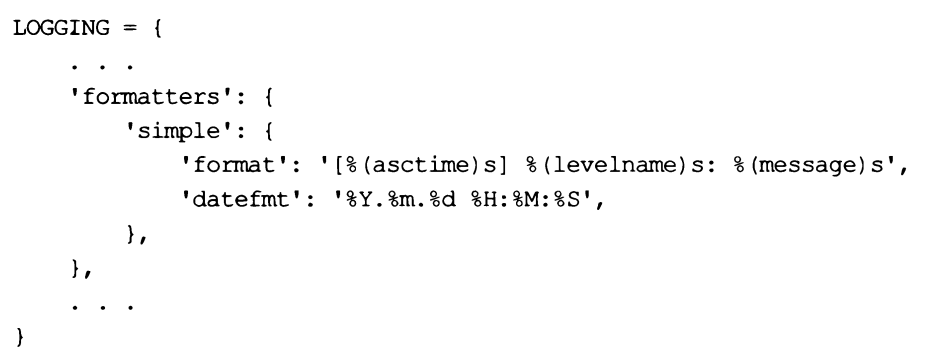 LOGGING = {
    . . .
    'formatters': {
        'simple': {
            'format': '[%(asctime)s] %(levelname)s: %(message)s',
            'datefmt': '%Y.%m.%d %H:%M:%S',
        },
    },
    . . .
}